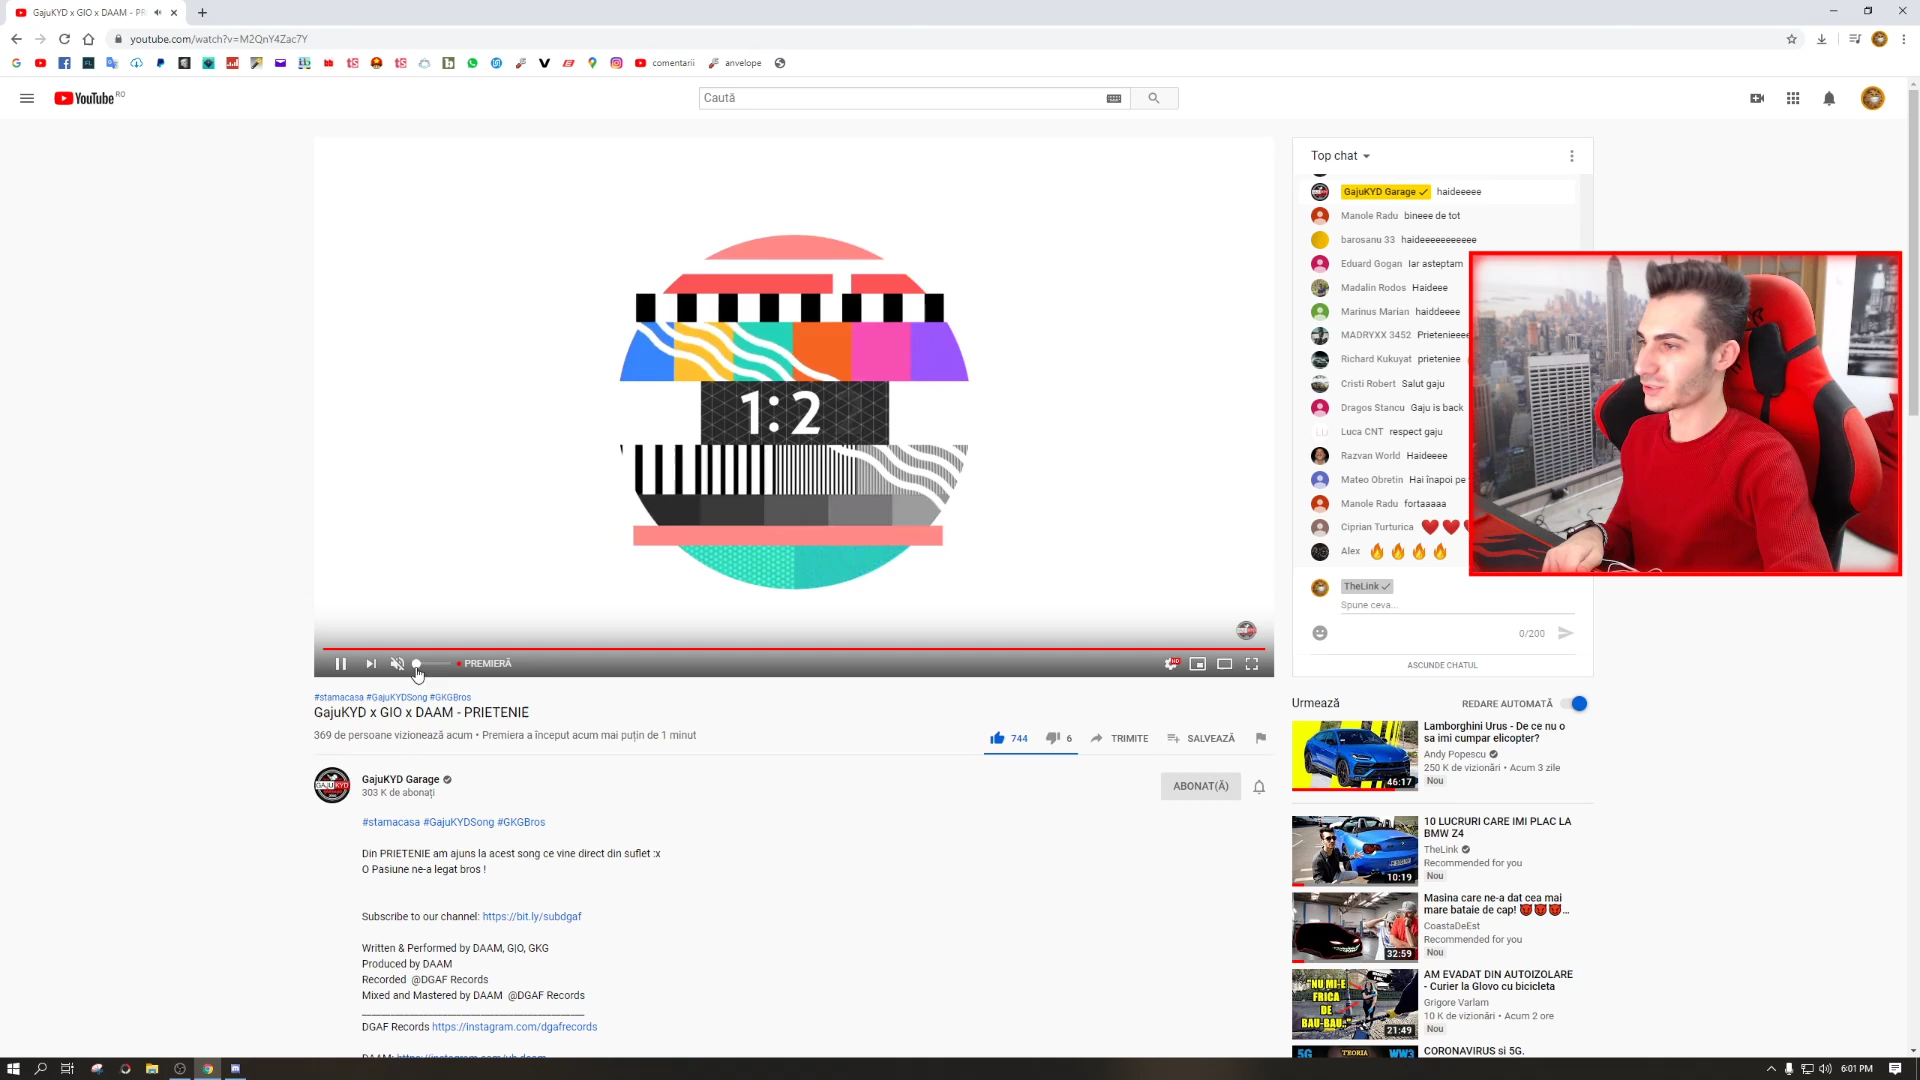 GajuKYD x GIO x DAAM - PR
youtube.com/watch?v=M2QnY4Zac7Y
comentarii
anvelope
YouTube RO
Caută
1:2
PREMIERĂ
HD
#stamacasa #GajuKYDSong #GKGBros
GajuKYD x GIO x DAAM - PRIETENIE
369 de persoane vizionează acum • Premiera a început acum mai puțin de 1 minut
744
6
TRIMITE
SALVEAZĂ
GajuKYD Garage
303 K de abonați
ABONAT(Ă)
#stamacasa #GajuKYDSong #GKGBros
Din PRIETENIE am ajuns la acest song ce vine direct din suflet :x
O Pasiune ne-a legat bros !
Subscribe to our channel: https://bit.ly/subdgaf
Written & Performed by DAAM, G|O, GKG
Produced by DAAM
Recorded @DGAF Records
Mixed and Mastered by DAAM @DGAF Records
DGAF Records https://instagram.com/dgafrecords
Top chat
GajuKYD Garage haideeeee
Manole Radu bineee de tot
barosanu 33 haideeeeeeeeeee
Eduard Gogan Iar asteptam
Madalin Rodos Haideee
Marinus Marian haiddeeee
MADRYXX 3452 Prietenieeee
Richard Kukuyat prieteniee
Cristi Robert Salut gaju
Dragos Stancu Gaju is back
Luca CNT respect gaju
Razvan World Haideeee
Mateo Obretin Hai înapoi pe
Manole Radu fortaaaaa
Ciprian Turturica ❤❤
Alex 🔥🔥🔥🔥
TheLink
Spune ceva...
0/200
ASCUNDE CHATUL
Urmează
REDARE AUTOMATĂ
46:17
Lamborghini Urus - De ce nu o
sa imi cumpar elicopter?
Andy Popescu
250 K de vizionări • Acum 3 zile
Nou
10:19
10 LUCRURI CARE IMI PLAC LA
BMW Z4
TheLink
Recommended for you
Nou
32:59
Masina care ne-a dat cea mai
mare bataie de cap! 😈😈😈...
CoastaDeEst
Recommended for you
Nou
"NU MI-E
FRICA
DE
BAU-BAU.."
21:49
AM EVADAT DIN AUTOIZOLARE
- Curier la Glovo cu bicicleta
Grigore Varlam
10 K de vizionări • Acum 2 ore
Nou
5G
TEORIA
WW3
CORONAVIRUS si 5G.
6:01 PM